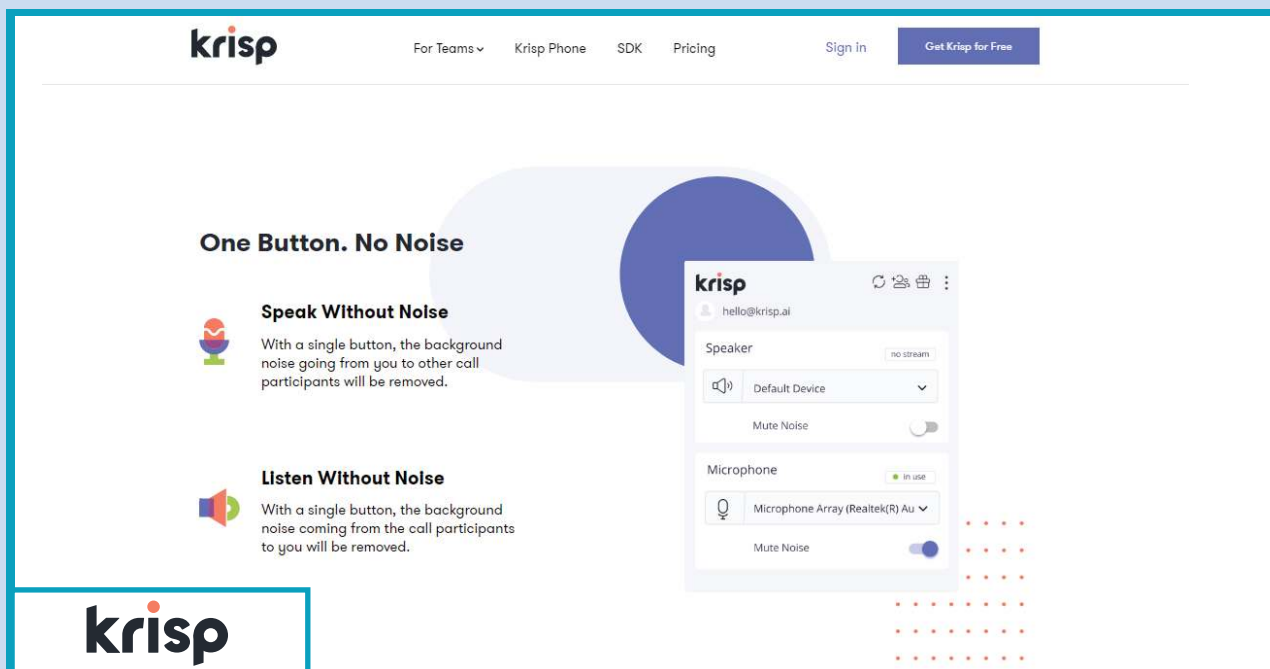 krisp
For Teams
Krisp Phone
SDK
Pricing
Sign in
Get Krisp for Free
One Button. No Noise
Speak Without Noise
With a single button, the background
noise going from you to other call
participants will be removed.
Listen Without Noise
With a single button, the background
noise coming from the call participants
to you will be removed.
krisp
hello@krisp.ai
Speaker
no stream
Default Device
Mute Noise
Microphone
in use
Microphone Array (Realtek(R) Au
Mute Noise
krisp